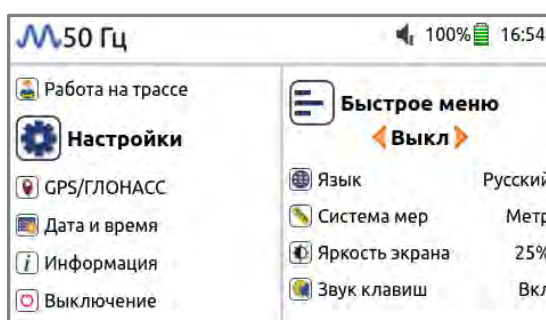 50 Гц
100% 16:54
Работа на трассе
Настройки
GPS/ГЛОНАСС
Дата и время
Информация
Выключение
Быстрое меню
Выкл
Язык Русский
Система мер Метр
Яркость экрана 25%
Звук клавиш Вкл